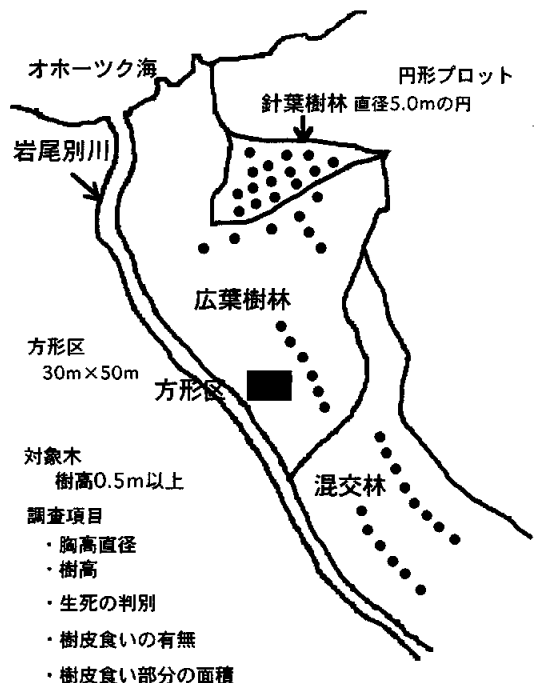 オホーツク海
円形プロット
針葉樹林 直径5.0mの円
岩尾別川
広葉樹林
方形区
30m×50m
方形区
対象木
樹高0.5m以上
混交林
調査項目
・胸高直径
・樹高
・生死の判別
・樹皮食いの有無
・樹皮食い部分の面積